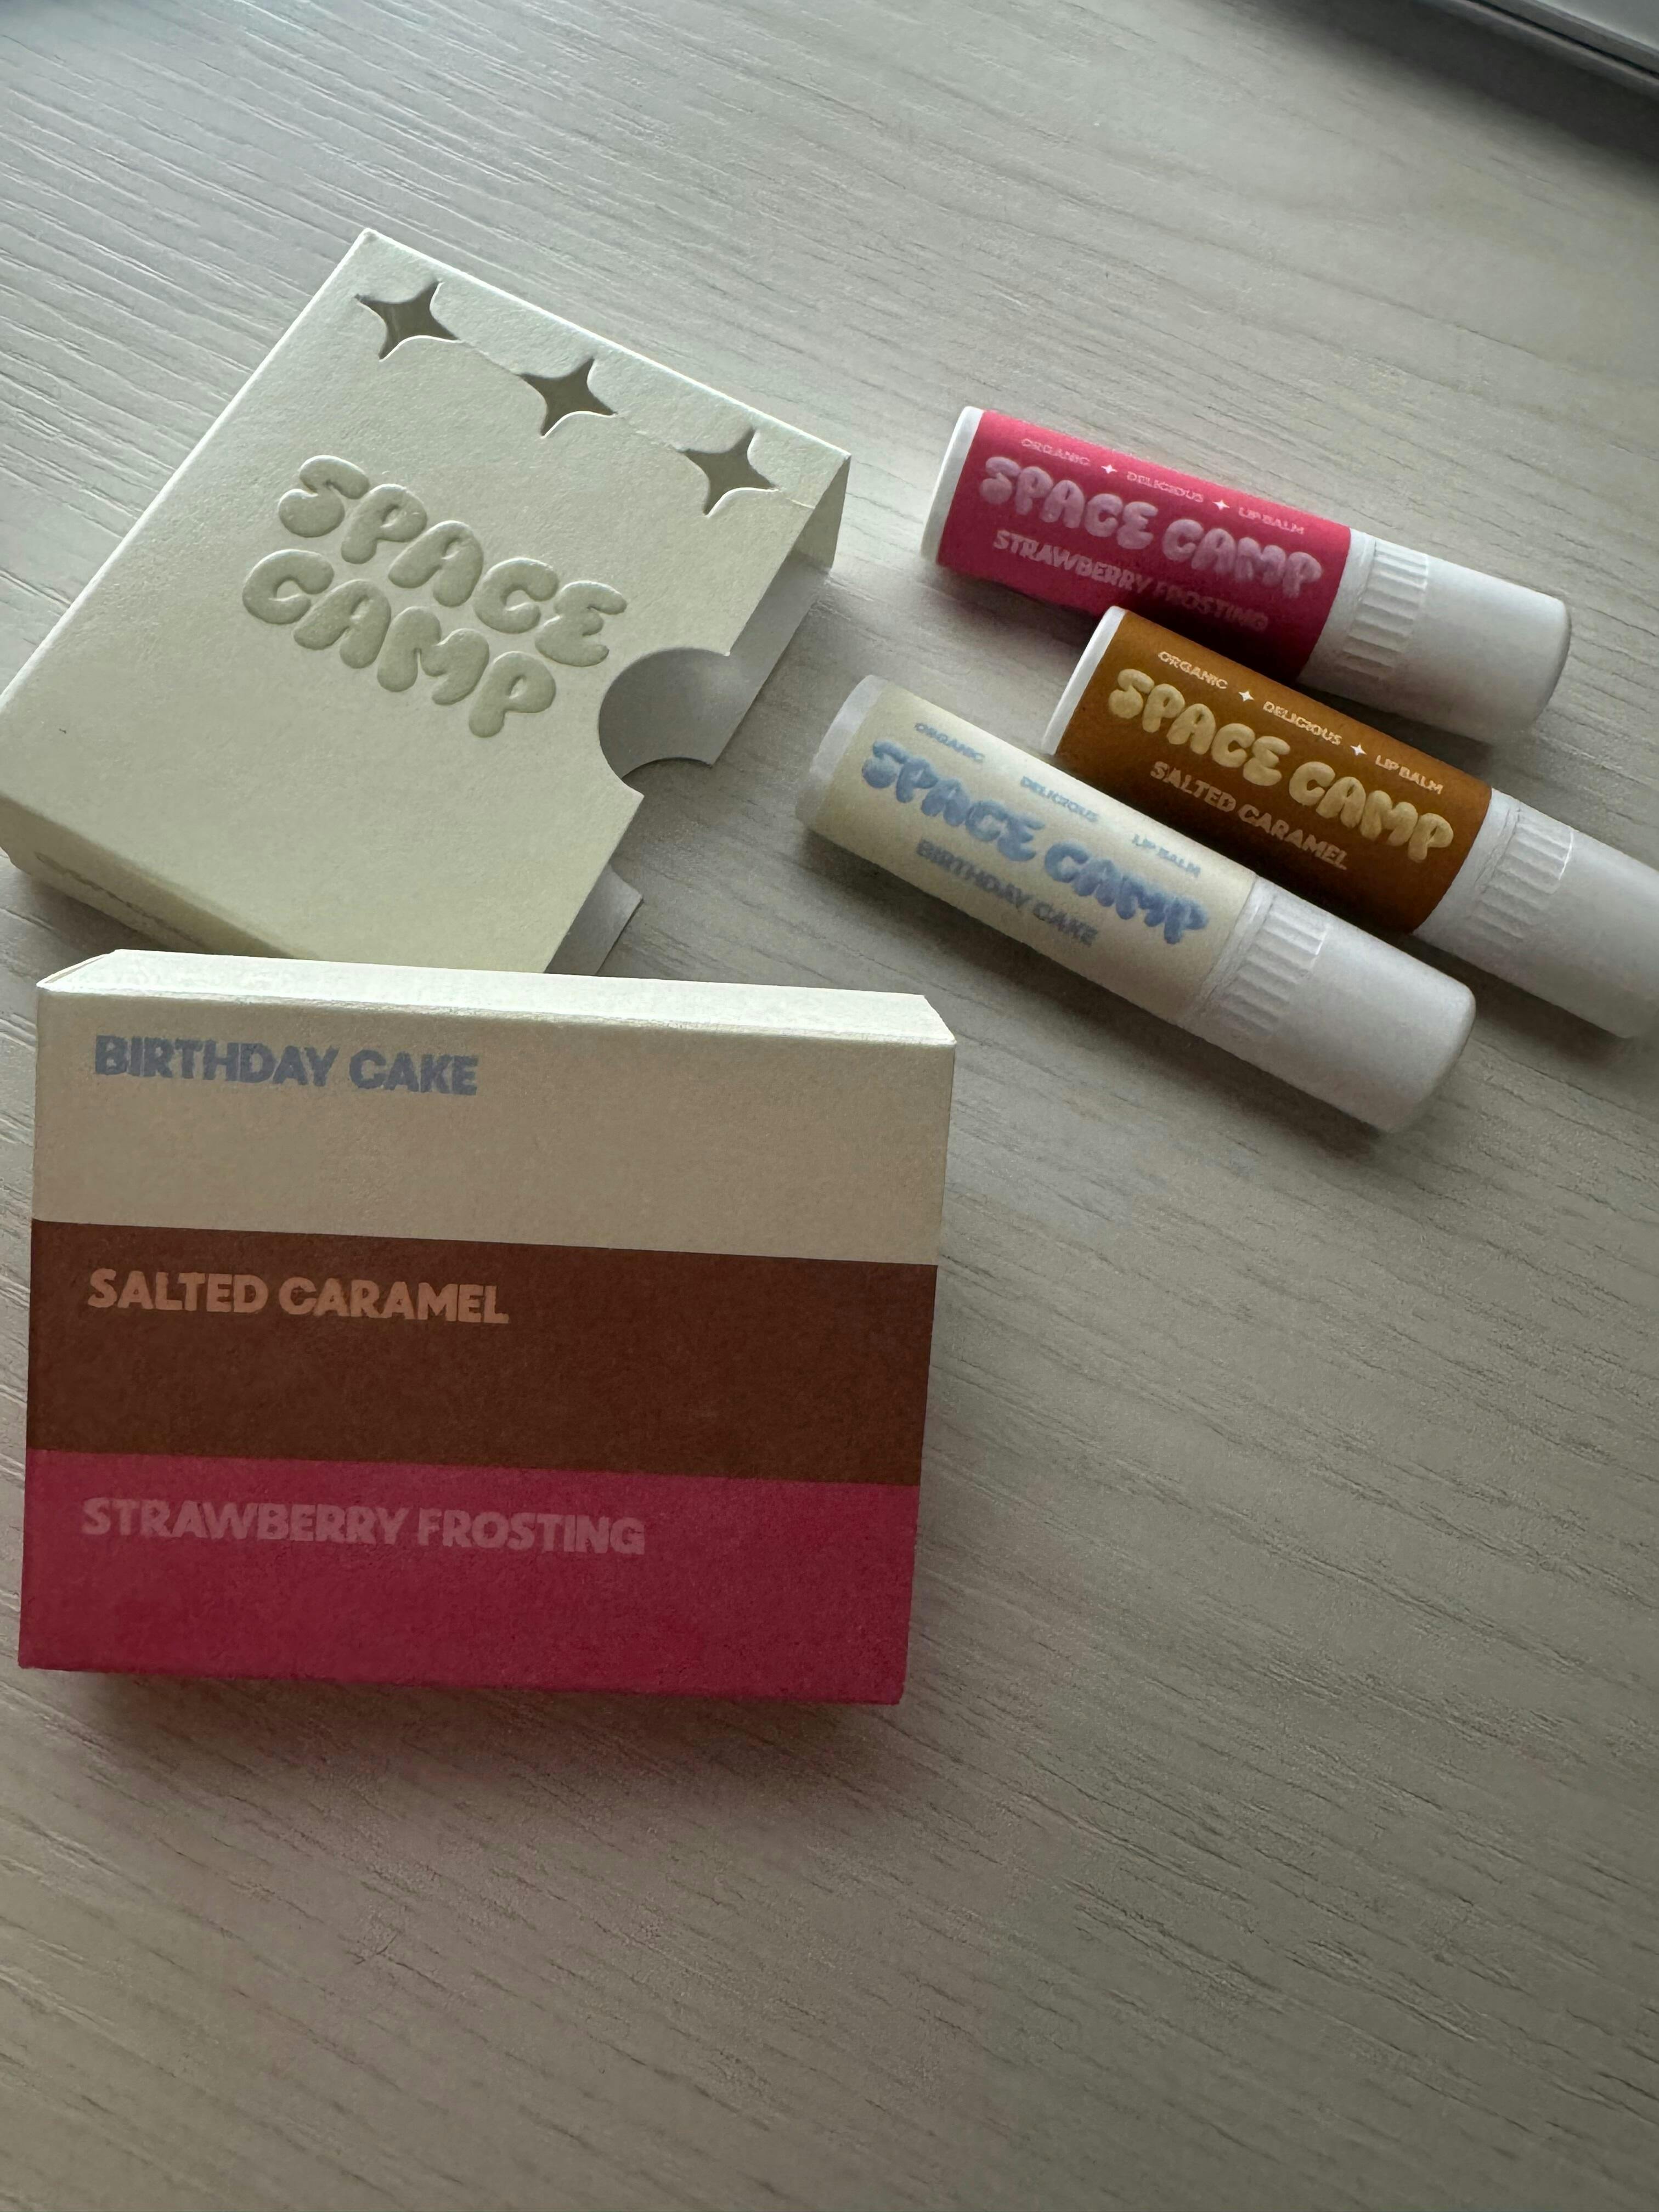 SPACE
CAMP
ORGANIC ✦ DELICIOUS ✦ LIP BALM
SPACE CAMP
STRAWBERRY FROSTING
ORGANIC ✦ DELICIOUS ✦ LIP BALM
SPACE CAMP
SALTED CARAMEL
ORGANIC DELICIOUS LIP BALM
SPACE CAMP
BIRTHDAY CAKE
BIRTHDAY CAKE
SALTED CARAMEL
STRAWBERRY FROSTING